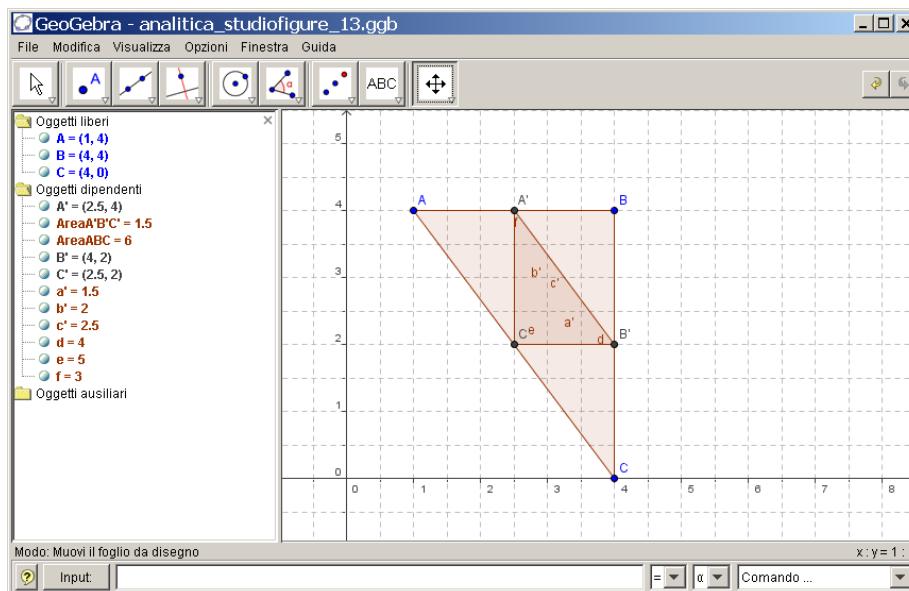 GeoGebra - analitica_studiofigure_13.ggb
File Modifica Visualizza Opzioni Finestra Guida
A α ABC
Oggetti liberi
A = (1, 4)
B = (4, 4)
C = (4, 0)
Oggetti dipendenti
A' = (2.5, 4)
AreaA'B'C' = 1.5
AreaABC = 6
B' = (4, 2)
C' = (2.5, 2)
a' = 1.5
b' = 2
c' = 2.5
d = 4
e = 5
f = 3
Oggetti ausiliari
5
A A' B
4
f
3 b' c'
a'
2 C' e d B'
1
0 C
0 1 2 3 4 5 6 7 8
Modo: Muovi il foglio da disegno x : y = 1 :
Input: = α Comando ...